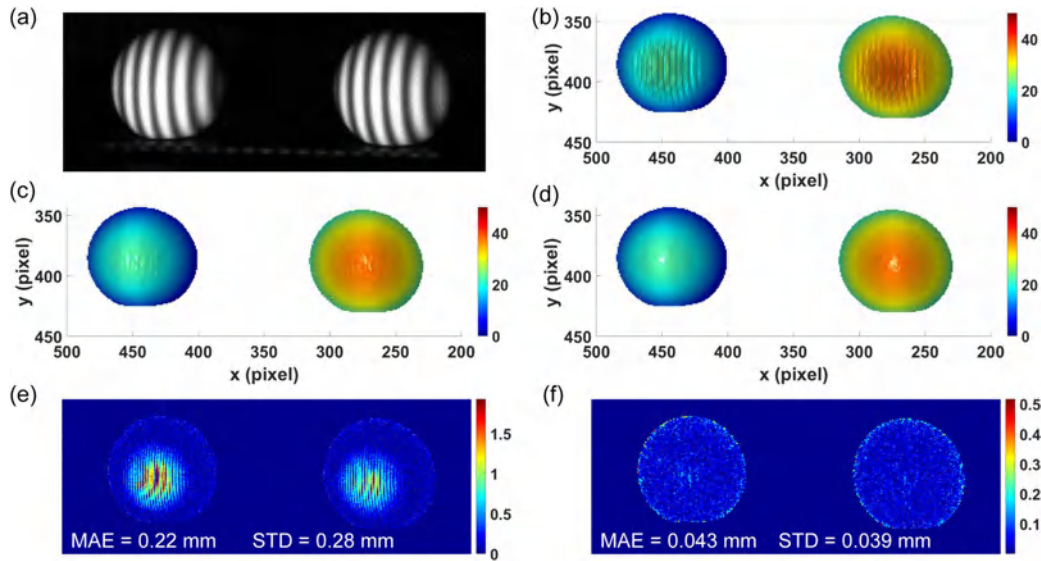 (a)
(b)
350
400
450
y (pixel)
500 450 400 350 300 250 200
x (pixel)
40
20
0
(c)
350
400
450
y (pixel)
500 450 400 350 300 250 200
x (pixel)
40
20
0
(d)
350
400
450
y (pixel)
500 450 400 350 300 250 200
x (pixel)
40
20
0
(e)
MAE = 0.22 mm STD = 0.28 mm
1.5
1
0.5
0
(f)
MAE = 0.043 mm STD = 0.039 mm
0.5
0.4
0.3
0.2
0.1